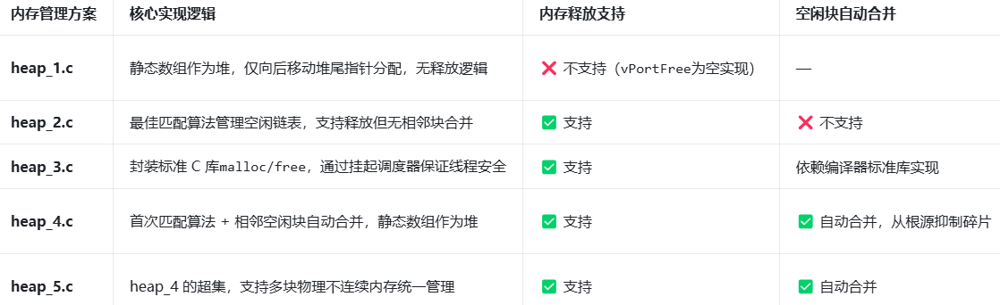 内存管理方案 核心实现逻辑 内存释放支持 空闲块自动合并
heap_1.c 静态数组作为堆，仅向后移动堆尾指针分配，无释放逻辑 ❌ 不支持（vPortFree为空实现） —
heap_2.c 最佳匹配算法管理空闲链表，支持释放但无相邻块合并 ✅ 支持 ❌ 不支持
heap_3.c 封装标准 C 库malloc/free，通过挂起调度器保证线程安全 ✅ 支持 依赖编译器标准库实现
heap_4.c 首次匹配算法 + 相邻空闲块自动合并，静态数组作为堆 ✅ 支持 ✅ 自动合并，从根源抑制碎片
heap_5.c heap_4 的超集，支持多块物理不连续内存统一管理 ✅ 支持 ✅ 自动合并